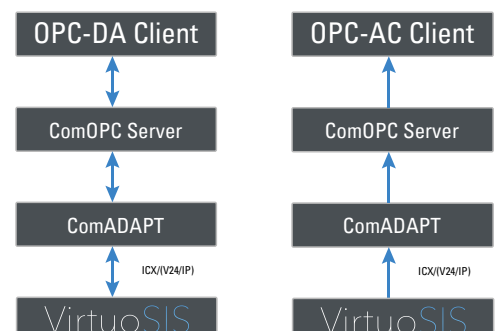 OPC-DA Client
ComOPC Server
ComADAPT
ICX/(V24/IP)
VirtuoSIS
OPC-AC Client
ComOPC Server
ComADAPT
ICX/(V24/IP)
VirtuoSIS